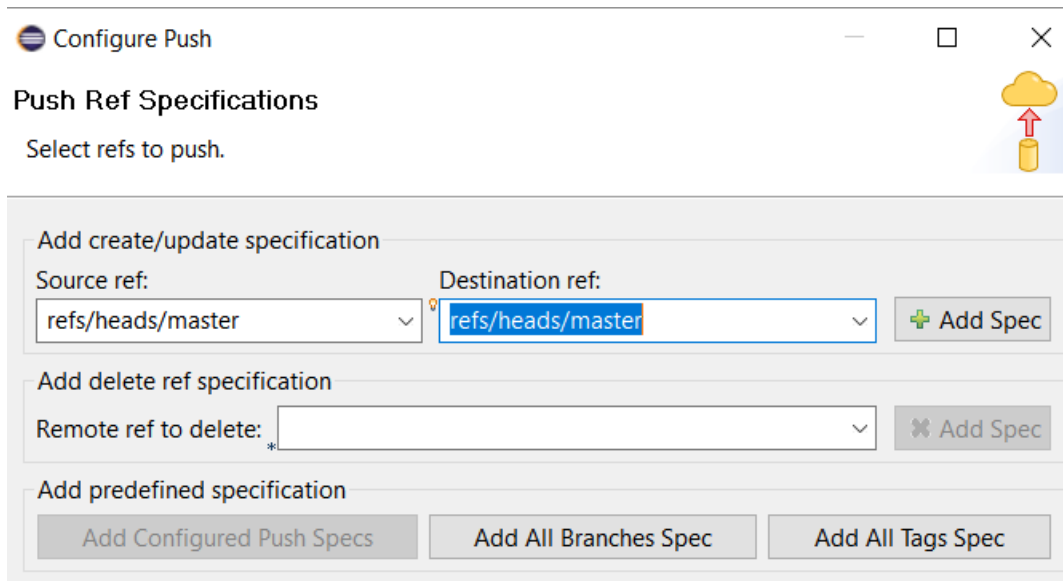 Configure Push
Push Ref Specifications
Select refs to push.
Add create/update specification
Source ref: Destination ref:
refs/heads/master refs/heads/master Add Spec
Add delete ref specification
Remote ref to delete: * Add Spec
Add predefined specification
Add Configured Push Specs Add All Branches Spec Add All Tags Spec